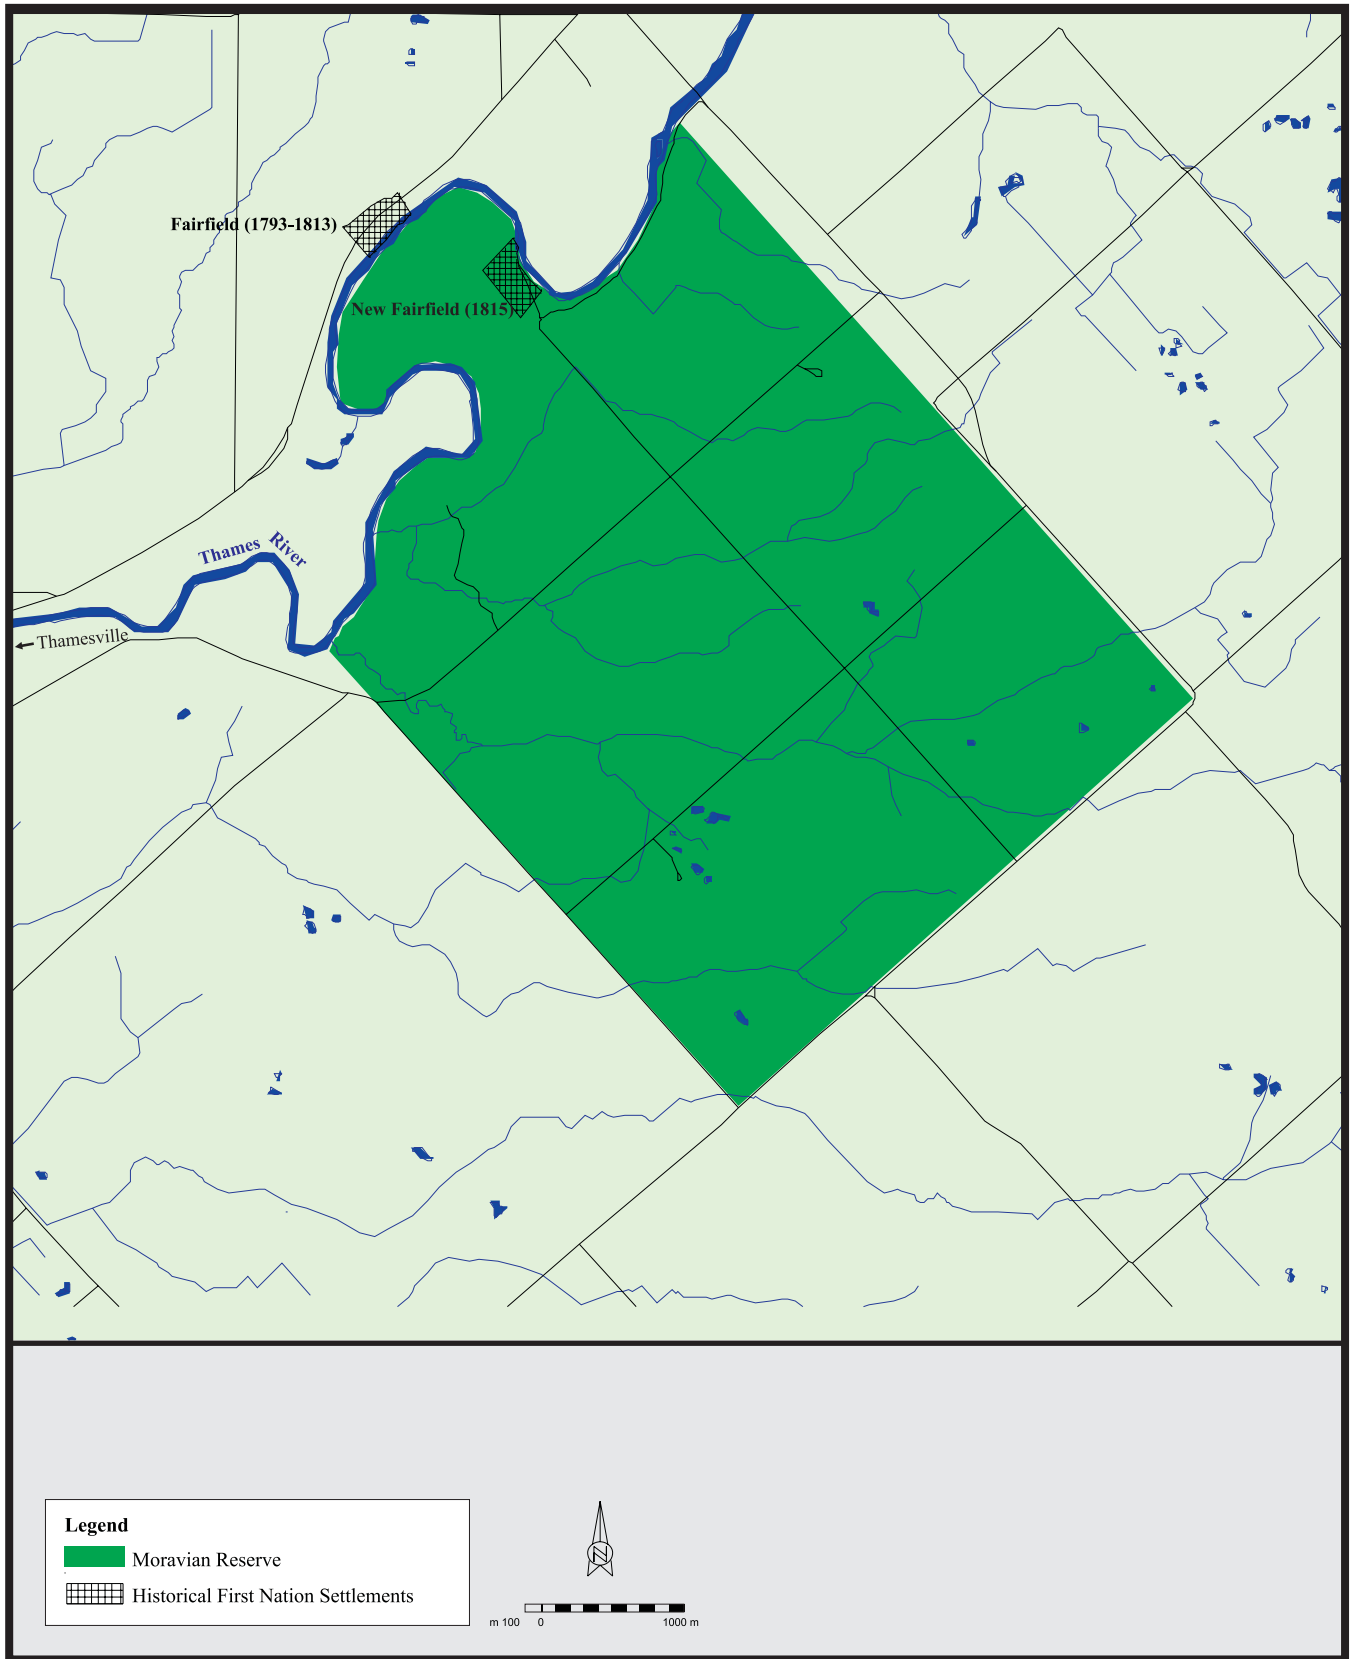 Fairfield (1793-1813)
New Fairfield (1815)
Thames River
Thamesville
Legend
Moravian Reserve
Historical First Nation Settlements
N
m 100 0 1000 m